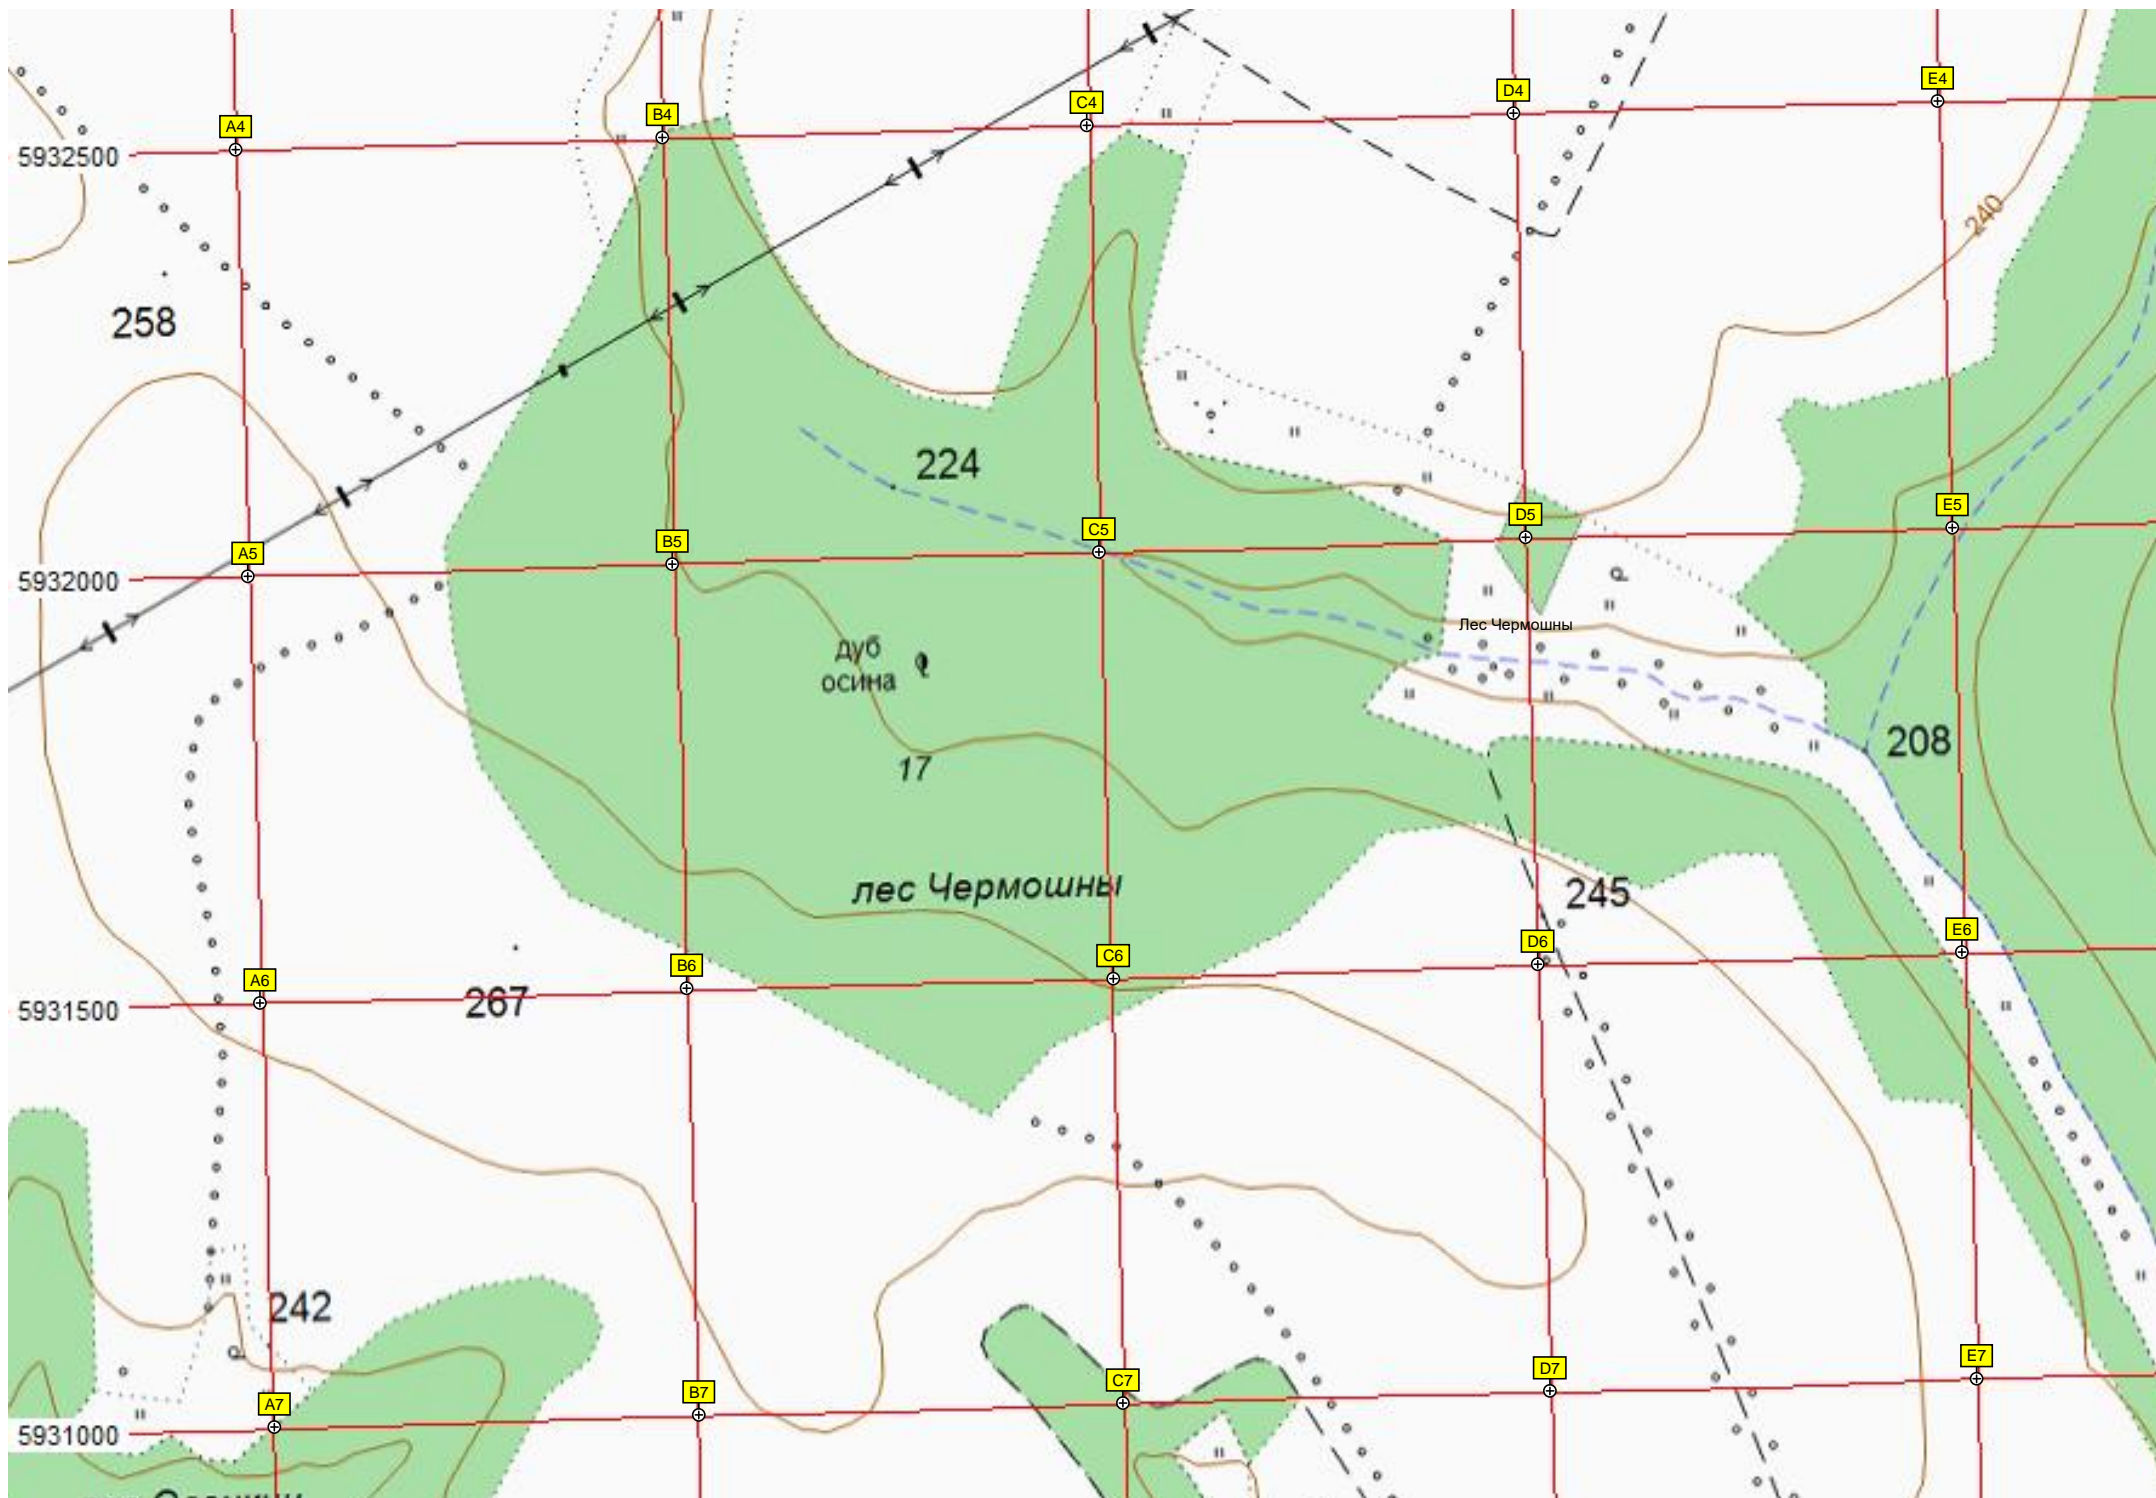 E4
D4
C4
B4
A4
5932500
240
258
224
E5
D5
C5
B5
A5
5932000
Лес Чермошны
дуб
осина
208
17
лес Чермошны
245
E6
D6
C6
B6
A6
267
5931500
242
E7
D7
C7
B7
A7
5931000